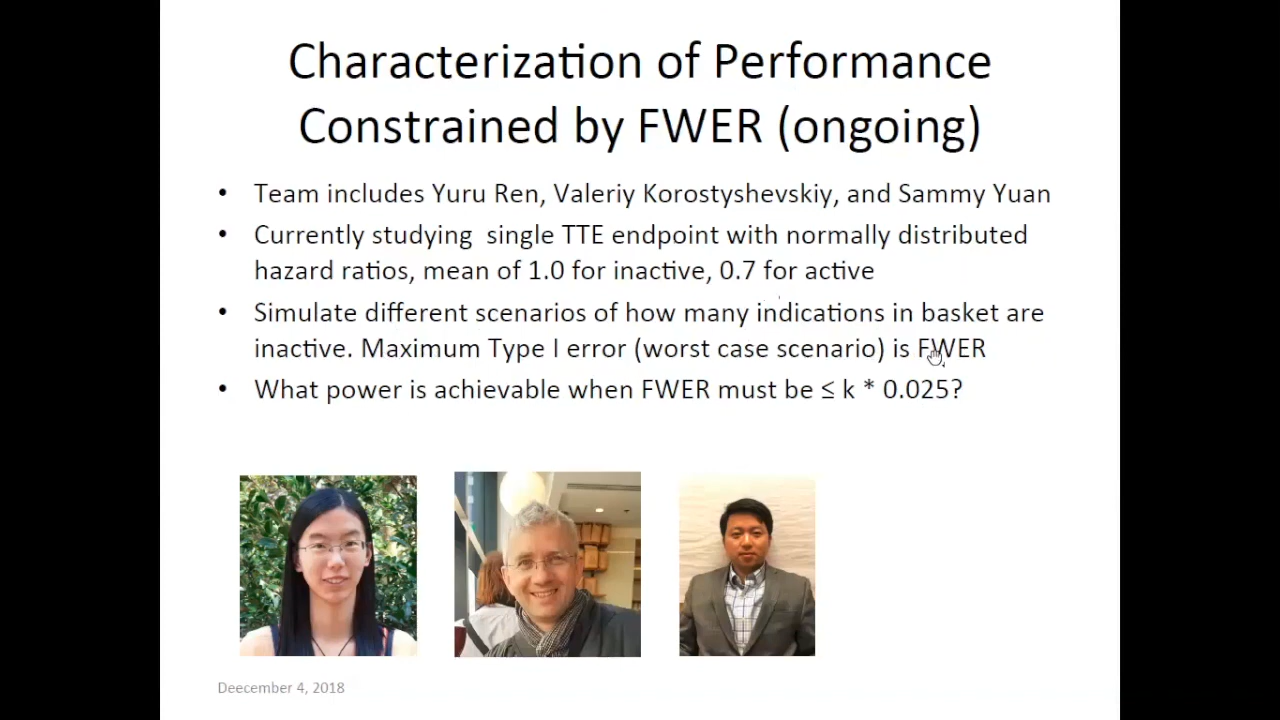 Characterization of Performance
Constrained by FWER (ongoing)
• Team includes Yuru Ren, Valeriy Korostyshevskiy, and Sammy Yuan
• Currently studying single TTE endpoint with normally distributed
hazard ratios, mean of 1.0 for inactive, 0.7 for active
• Simulate different scenarios of how many indications in basket are
inactive. Maximum Type I error (worst case scenario) is FWER
• What power is achievable when FWER must be ≤ k * 0.025?
Deecember 4, 2018